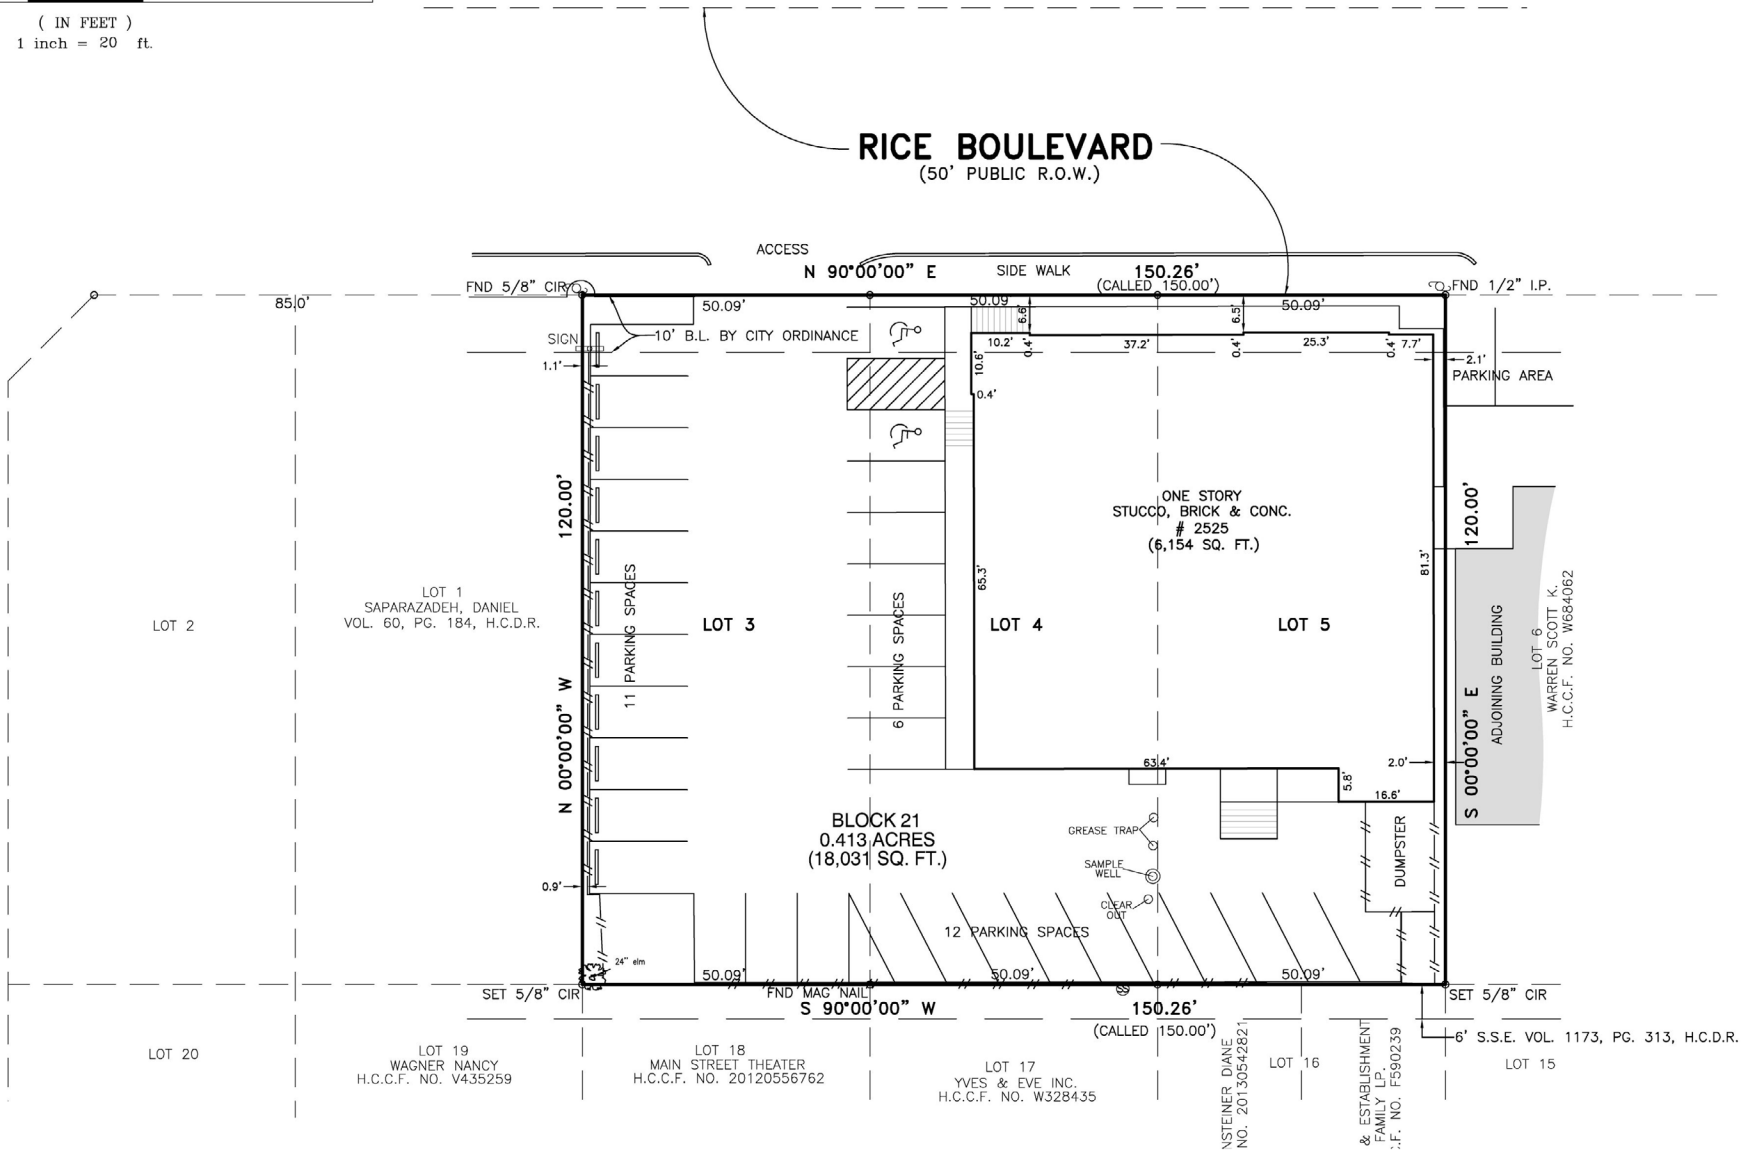 ( IN FEET )
1 inch = 20 ft.
RICE BOULEVARD
(50' PUBLIC R.O.W.)
ACCESS
N 90°00'00" E
SIDE WALK
150.26'
(CALLED 150.00')
FND 5/8" CIR
FND 1/2" I.P.
85.0'
50.09'
50.09'
50.09'
6.6'
6.5'
SIGN
10' B.L. BY CITY ORDINANCE
10.2'
0.4'
37.2'
0.4'
25.3'
0.4'
7.7'
1.1'
10.6'
2.1'
PARKING AREA
0.4'
120.00'
ONE STORY
STUCCO, BRICK & CONC.
# 2525
(6,154 SQ. FT.)
120.00'
65.3'
81.3'
LOT 2
LOT 1
SAPARAZADEH, DANIEL
VOL. 60, PG. 184, H.C.D.R.
11 PARKING SPACES
LOT 3
6 PARKING SPACES
LOT 4
LOT 5
ADJOINING BUILDING
LOT 6
WARREN SCOTT K.
H.C.C.F. NO. W684062
N 00°00'00" W
S 00°00'00" E
63.4'
2.0'
5.8'
16.6'
BLOCK 21
0.413 ACRES
(18,031 SQ. FT.)
GREASE TRAP
SAMPLE
WELL
CLEAR
OUT
DUMPSTER
0.9'
12 PARKING SPACES
24" elm
50.09'
50.09'
50.09'
SET 5/8" CIR
FND MAG NAIL
SET 5/8" CIR
S 90°00'00" W
150.26'
(CALLED 150.00')
6' S.S.E. VOL. 1173, PG. 313, H.C.D.R.
LOT 20
LOT 19
WAGNER NANCY
H.C.C.F. NO. V435259
LOT 18
MAIN STREET THEATER
H.C.C.F. NO. 20120556762
LOT 17
YVES & EVE INC.
H.C.C.F. NO. W328435
NSTEINER DIANE
NO. 20130542821
LOT 16
& ESTABLISHMENT
FAMILY LP.
C.F. NO. F590239
LOT 15